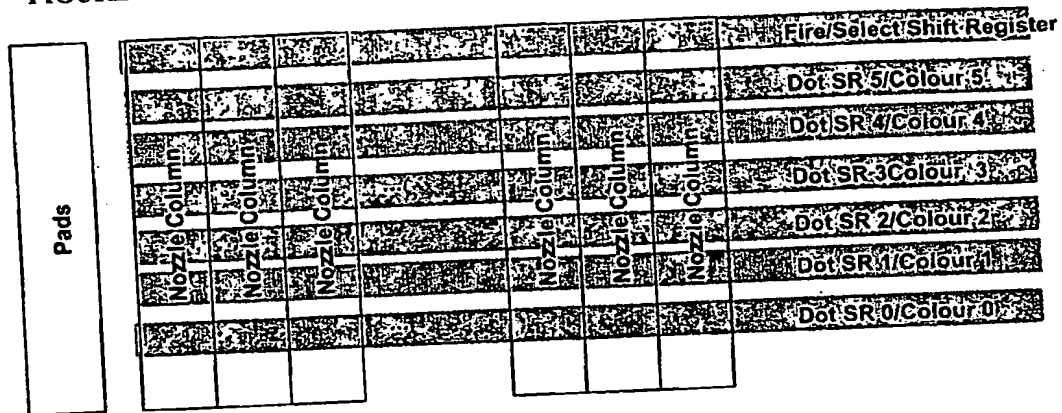 Fire/Select Shift Register
Dot SR 5/Colour 5
Dot SR 4/Colour 4
Dot SR 3Colour 3
Dot SR 2/Colour 2
Dot SR 1/Colour 1
Dot SR 0/Colour 0
Pads
Nozzle Column
Nozzle Column
Nozzle Column
Nozzle Column
Nozzle Column
Nozzle Column